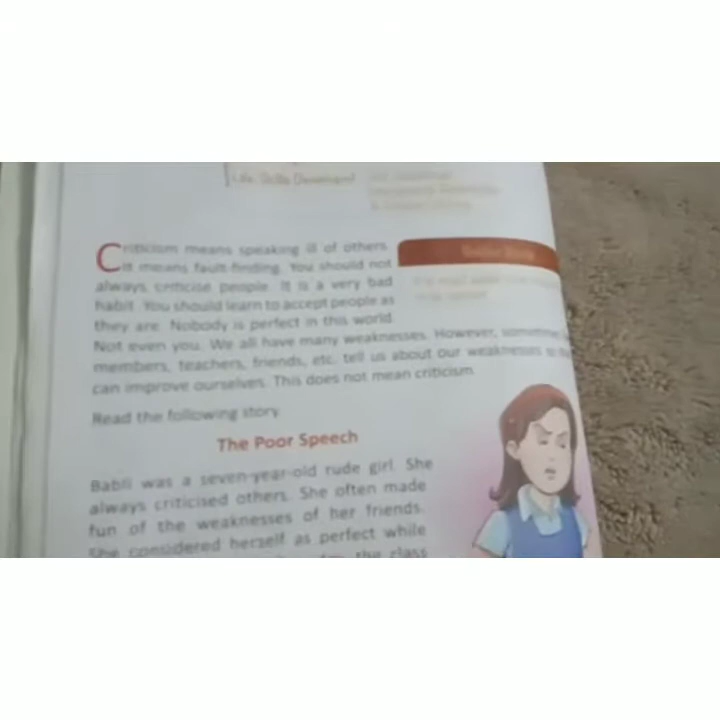 Life Skills Developed
Criticism means speaking ill of others.
It means fault-finding. You should not
always criticise people. It is a very bad
habit. You should learn to accept people as
they are. Nobody is perfect in this world.
Not even you. We all have many weaknesses. However, sometimes
members, teachers, friends, etc. tell us about our weaknesses so
can improve ourselves. This does not mean criticism.
Read the following story.
The Poor Speech
Babli was a seven-year-old rude girl. She
always criticised others. She often made
fun of the weaknesses of her friends.
She considered herself as perfect while
the class